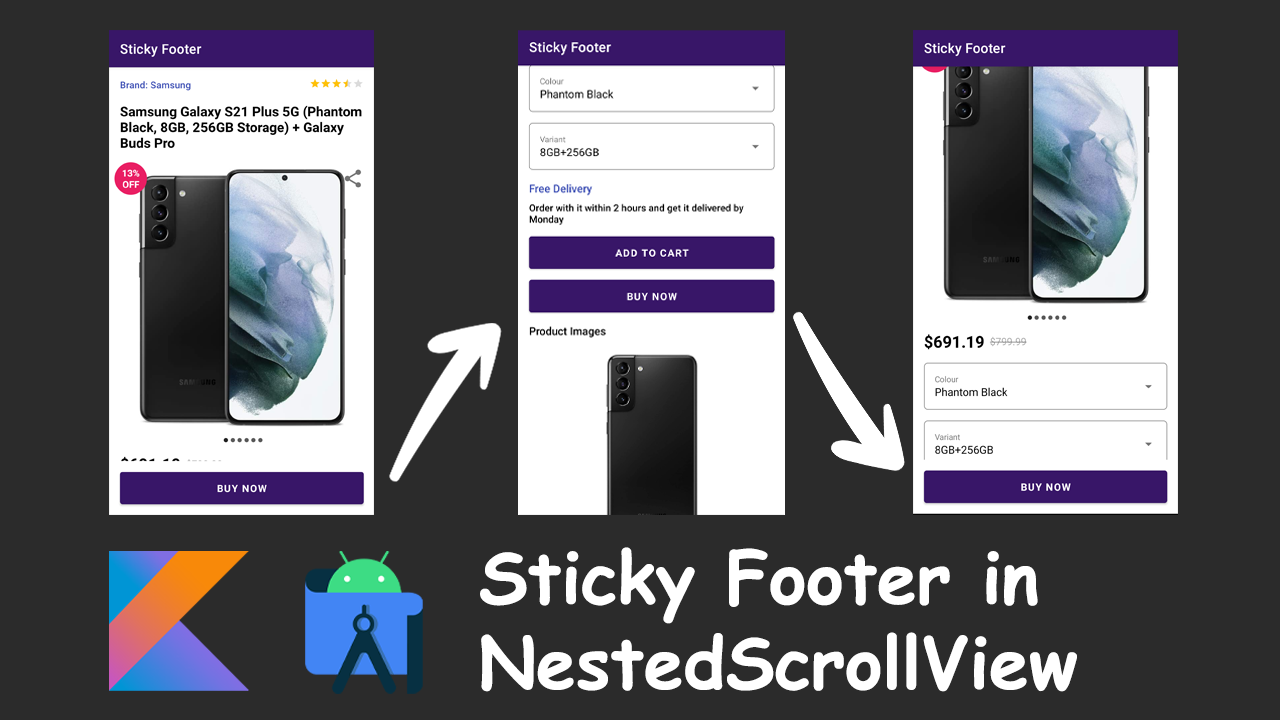 Sticky Footer
Brand: Samsung
Samsung Galaxy S21 Plus 5G (Phantom
Black, 8GB, 256GB Storage) + Galaxy
Buds Pro
13%
OFF
SAMSUNG
BUY NOW
Sticky Footer
Colour
Phantom Black
Variant
8GB+256GB
Free Delivery
Order with it within 2 hours and get it delivered by
Monday
ADD TO CART
BUY NOW
Product Images
Sticky Footer
SAMSUNG
$691.19 $799.99
Colour
Phantom Black
Variant
8GB+256GB
BUY NOW
Sticky Footer in
NestedScrollView